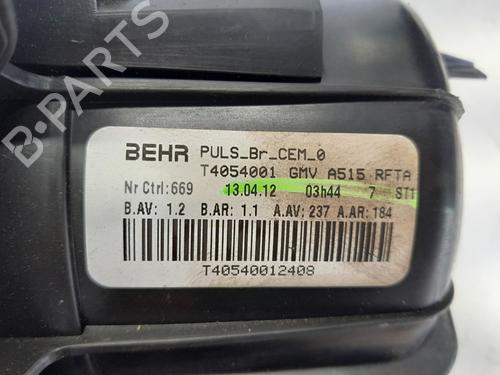 BEHR PULS_Br_CEM_0
T4054001 GMV A515 RFTA
Nr Ctrl:669 13.04.12 03h44 7 ST1
B.AV: 1.2 B.AR: 1.1 A.AV: 237 A.AR: 184
T40540012408
B-PARTS